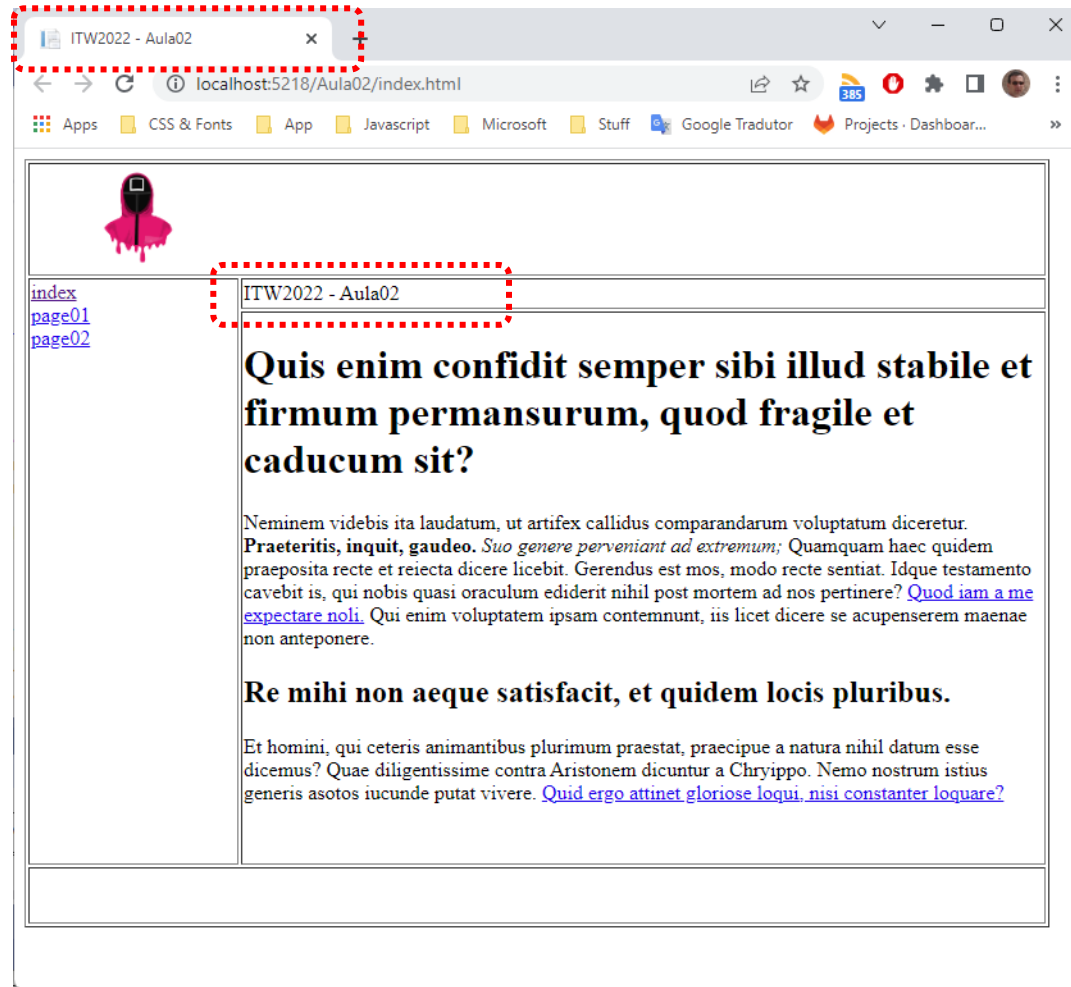 ITW2022 - Aula02
localhost:5218/Aula02/index.html
385
Apps CSS & Fonts App Javascript Microsoft Stuff Google Tradutor Projects · Dashboar... »
index
page01
page02
ITW2022 - Aula02
Quis enim confidit semper sibi illud stabile et
firmum permansurum, quod fragile et
caducum sit?
Neminem videbis ita laudatum, ut artifex callidus comparandarum voluptatum diceretur.
Praeteritis, inquit, gaudeo. Suo genere perveniant ad extremum; Quamquam haec quidem
praeposita recte et reiecta dicere licebit. Gerendus est mos, modo recte sentiat. Idque testamento
cavebit is, qui nobis quasi oraculum ediderit nihil post mortem ad nos pertinere? Quod iam a me
expectare noli. Qui enim voluptatem ipsam contemnunt, iis licet dicere se acupenserem maenae
non anteponere.
Re mihi non aeque satisfacit, et quidem locis pluribus.
Et homini, qui ceteris animantibus plurimum praestat, praecipue a natura nihil datum esse
dicemus? Quae diligentissime contra Aristonem dicuntur a Chryippo. Nemo nostrum istius
generis asotos iucunde putat vivere. Quid ergo attinet gloriose loqui, nisi constanter loquare?